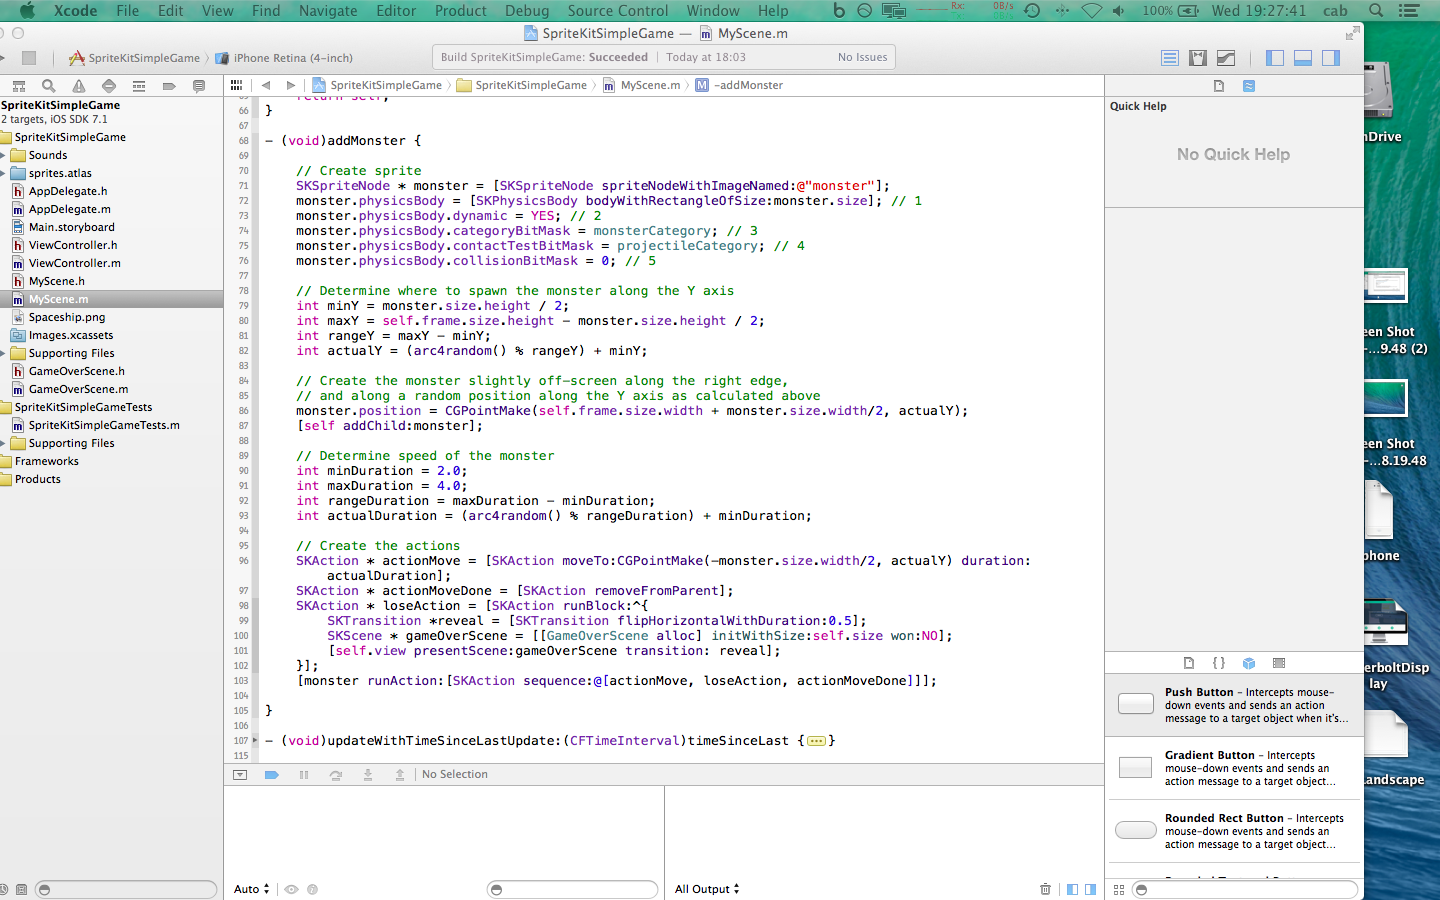 Xcode File Edit View Find Navigate Editor Product Debug Source Control Window Help
Rx: 0B/s 100% Wed 19:27:41 cab
SpriteKitSimpleGame — MyScene.m
SpriteKitSimpleGame iPhone Retina (4-inch)
Build SpriteKitSimpleGame: Succeeded Today at 18:03 No Issues
SpriteKitSimpleGame SpriteKitSimpleGame MyScene.m M -addMonster
SpriteKitSimpleGame
2 targets, iOS SDK 7.1
SpriteKitSimpleGame
Sounds
sprites.atlas
h AppDelegate.h
m AppDelegate.m
Main.storyboard
h ViewController.h
m ViewController.m
h MyScene.h
m MyScene.m
Spaceship.png
Images.xcassets
Supporting Files
h GameOverScene.h
m GameOverScene.m
SpriteKitSimpleGameTests
m SpriteKitSimpleGameTests.m
Supporting Files
Frameworks
Products
65 return self;
66 }
67
68 - (void)addMonster {
69
70 // Create sprite
71 SKSpriteNode * monster = [SKSpriteNode spriteNodeWithImageNamed:@"monster"];
72 monster.physicsBody = [SKPhysicsBody bodyWithRectangleOfSize:monster.size]; // 1
73 monster.physicsBody.dynamic = YES; // 2
74 monster.physicsBody.categoryBitMask = monsterCategory; // 3
75 monster.physicsBody.contactTestBitMask = projectileCategory; // 4
76 monster.physicsBody.collisionBitMask = 0; // 5
77
78 // Determine where to spawn the monster along the Y axis
79 int minY = monster.size.height / 2;
80 int maxY = self.frame.size.height - monster.size.height / 2;
81 int rangeY = maxY - minY;
82 int actualY = (arc4random() % rangeY) + minY;
83
84 // Create the monster slightly off-screen along the right edge,
85 // and along a random position along the Y axis as calculated above
86 monster.position = CGPointMake(self.frame.size.width + monster.size.width/2, actualY);
87 [self addChild:monster];
88
89 // Determine speed of the monster
90 int minDuration = 2.0;
91 int maxDuration = 4.0;
92 int rangeDuration = maxDuration - minDuration;
93 int actualDuration = (arc4random() % rangeDuration) + minDuration;
94
95 // Create the actions
96 SKAction * actionMove = [SKAction moveTo:CGPointMake(-monster.size.width/2, actualY) duration:
actualDuration];
97 SKAction * actionMoveDone = [SKAction removeFromParent];
98 SKAction * loseAction = [SKAction runBlock:^{
99 SKTransition *reveal = [SKTransition flipHorizontalWithDuration:0.5];
100 SKScene * gameOverScene = [[GameOverScene alloc] initWithSize:self.size won:NO];
101 [self.view presentScene:gameOverScene transition: reveal];
102 }];
103 [monster runAction:[SKAction sequence:@[actionMove, loseAction, actionMoveDone]]];
104
105 }
106
107 - (void)updateWithTimeSinceLastUpdate:(CFTimeInterval)timeSinceLast {...}
115
No Selection
Auto
All Output
Quick Help
No Quick Help
Push Button - Intercepts mouse-
down events and sends an action
message to a target object when it's...
Gradient Button - Intercepts
mouse-down events and sends an
action message to a target object...
Rounded Rect Button - Intercepts
mouse-down events and sends an
action message to a target object...
Drive
een Shot
-...9.48 (2)
een Shot
-...8.19.48
phone
erboltDisp
lay
andscape